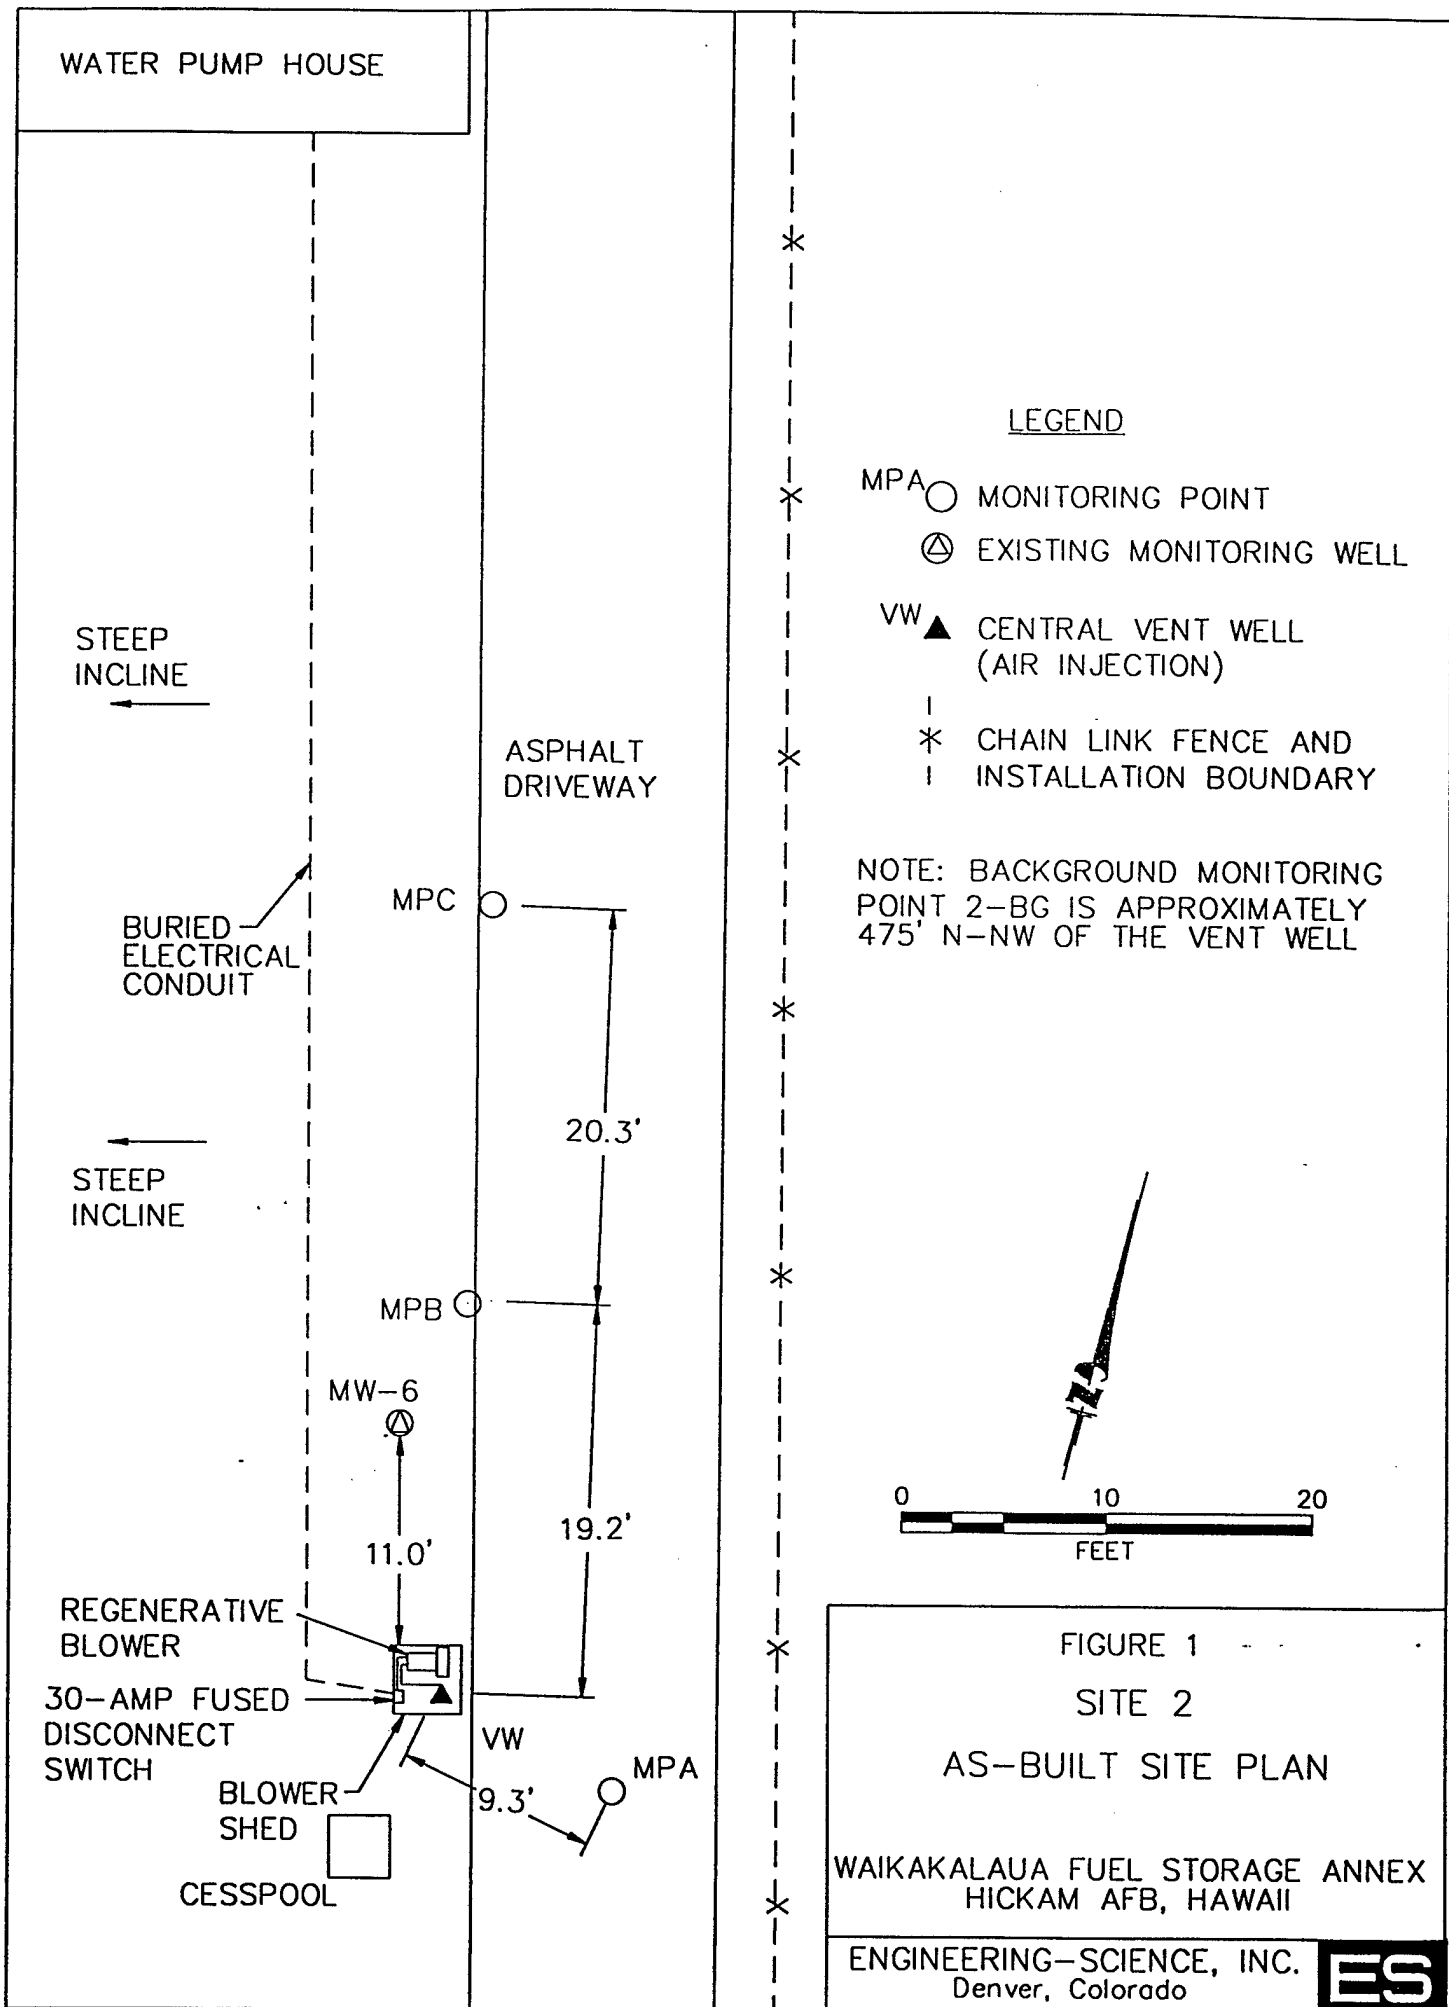 WATER PUMP HOUSE
LEGEND
MPA
MONITORING POINT
EXISTING MONITORING WELL
VW
CENTRAL VENT WELL
(AIR INJECTION)
CHAIN LINK FENCE AND
INSTALLATION BOUNDARY
NOTE: BACKGROUND MONITORING
POINT 2-BG IS APPROXIMATELY
475' N-NW OF THE VENT WELL
STEEP
INCLINE
ASPHALT
DRIVEWAY
MPC
BURIED
ELECTRICAL
CONDUIT
20.3'
STEEP
INCLINE
MPB
MW-6
19.2'
11.0'
REGENERATIVE
BLOWER
30-AMP FUSED
DISCONNECT
SWITCH
VW
MPA
9.3'
BLOWER
SHED
CESSPOOL
N
0 10 20
FEET
FIGURE 1
SITE 2
AS-BUILT SITE PLAN
WAIKAKALAUA FUEL STORAGE ANNEX
HICKAM AFB, HAWAII
ENGINEERING-SCIENCE, INC.
Denver, Colorado
ES